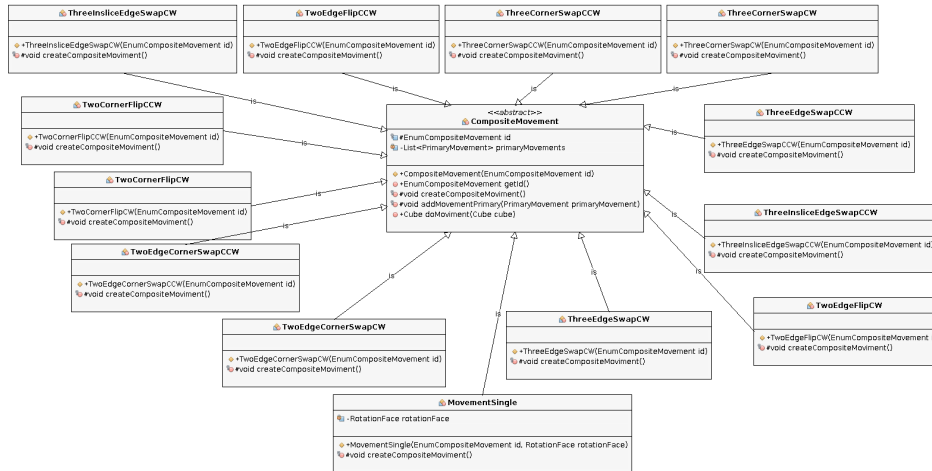 ThreeInsliceEdgeSwapCW
+ThreeInsliceEdgeSwapCW(EnumCompositeMovement id)
#void createCompositeMoviment()
TwoEdgeFlipCCW
+TwoEdgeFlipCCW(EnumCompositeMovement id)
#void createCompositeMoviment()
ThreeCornerSwapCCW
+ThreeCornerSwapCCW(EnumCompositeMovement id)
#void createCompositeMoviment()
ThreeCornerSwapCW
+ThreeCornerSwapCW(EnumCompositeMovement id)
#void createCompositeMoviment()
is
is
is
is
TwoCornerFlipCCW
+TwoCornerFlipCCW(EnumCompositeMovement id)
#void createCompositeMoviment()
is
<<abstract>>
CompositeMovement
#EnumCompositeMovement id
-List<PrimaryMovement> primaryMovements
+CompositeMovement(EnumCompositeMovement id)
+EnumCompositeMovement getId()
#void createCompositeMoviment()
#void addMovementPrimary(PrimaryMovement primaryMovement)
+Cube doMoviment(Cube cube)
is
ThreeEdgeSwapCCW
+ThreeEdgeSwapCCW(EnumCompositeMovement id)
#void createCompositeMoviment()
TwoCornerFlipCW
+TwoCornerFlipCW(EnumCompositeMovement id)
#void createCompositeMoviment()
is
is
is
ThreeInsliceEdgeSwapCCW
+ThreeInsliceEdgeSwapCCW(EnumCompositeMovement id)
#void createCompositeMoviment()
TwoEdgeCornerSwapCCW
+TwoEdgeCornerSwapCCW(EnumCompositeMovement id)
#void createCompositeMoviment()
is
is
is
is
TwoEdgeFlipCW
+TwoEdgeFlipCW(EnumCompositeMovement id)
#void createCompositeMoviment()
TwoEdgeCornerSwapCW
+TwoEdgeCornerSwapCW(EnumCompositeMovement id)
#void createCompositeMoviment()
ThreeEdgeSwapCW
+ThreeEdgeSwapCW(EnumCompositeMovement id)
#void createCompositeMoviment()
MovementSingle
-RotationFace rotationFace
+MovementSingle(EnumCompositeMovement id, RotationFace rotationFace)
#void createCompositeMoviment()